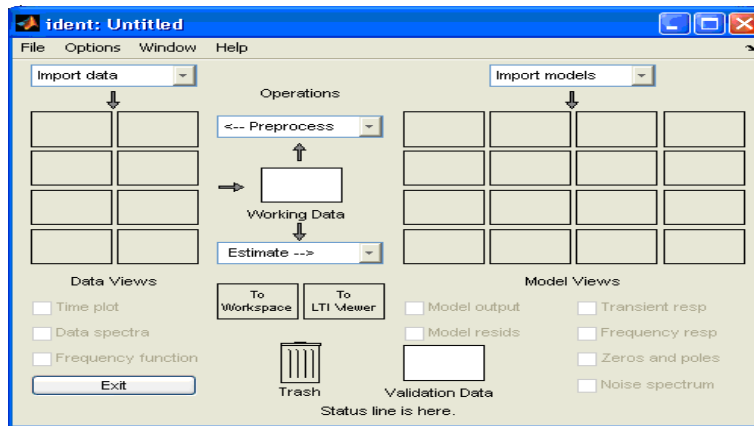 ident: Untitled
File Options Window Help
Import data
Import models
Operations
<-- Preprocess
Working Data
Estimate -->
Data Views
Model Views
To Workspace
To LTI Viewer
Time plot
Data spectra
Frequency function
Model output
Model resids
Transient resp
Frequency resp
Zeros and poles
Noise spectrum
Exit
Trash
Validation Data
Status line is here.